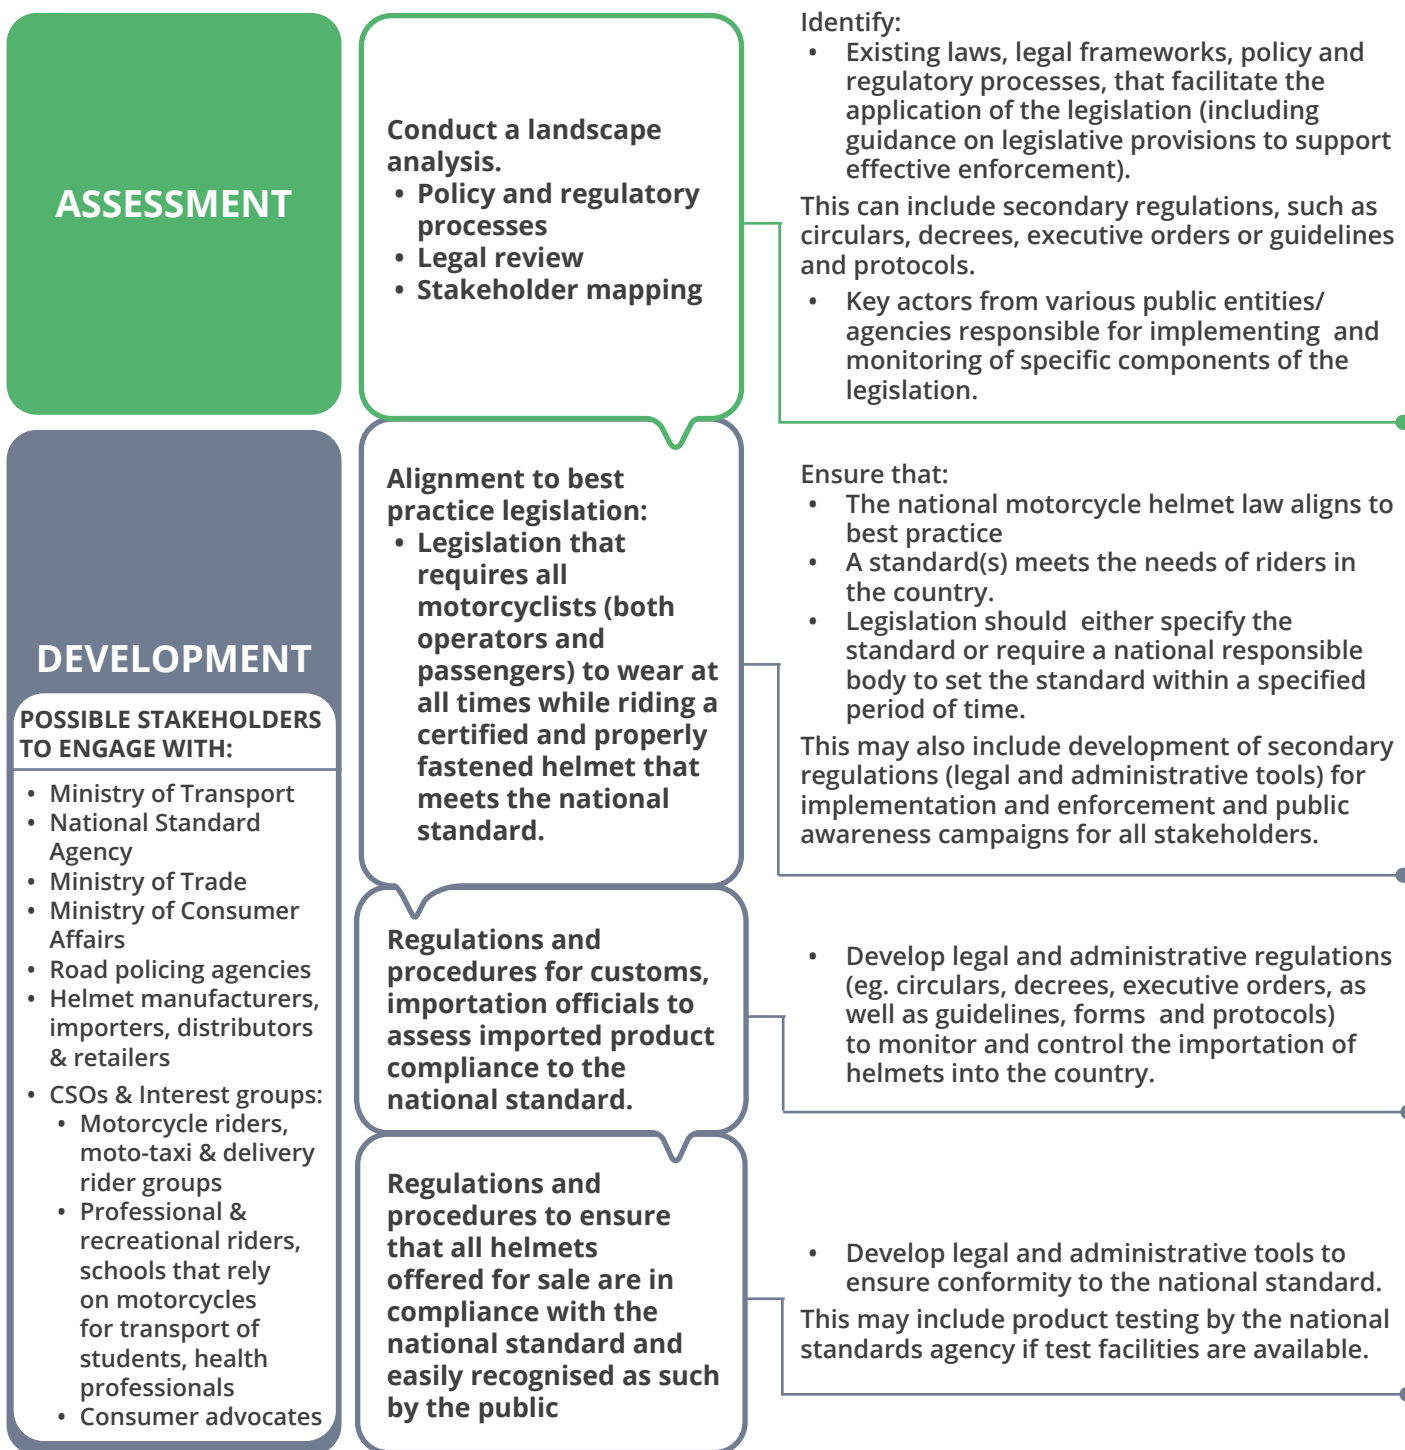 ASSESSMENT
Conduct a landscape
analysis.
• Policy and regulatory
processes
• Legal review
• Stakeholder mapping
Identify:
• Existing laws, legal frameworks, policy and
regulatory processes, that facilitate the
application of the legislation (including
guidance on legislative provisions to support
effective enforcement).
This can include secondary regulations, such as
circulars, decrees, executive orders or guidelines
and protocols.
• Key actors from various public entities/
agencies responsible for implementing and
monitoring of specific components of the
legislation.
DEVELOPMENT
POSSIBLE STAKEHOLDERS
TO ENGAGE WITH:
• Ministry of Transport
• National Standard
Agency
• Ministry of Trade
• Ministry of Consumer
Affairs
• Road policing agencies
• Helmet manufacturers,
importers, distributors
& retailers
• CSOs & Interest groups:
• Motorcycle riders,
moto-taxi & delivery
rider groups
• Professional &
recreational riders,
schools that rely
on motorcycles
for transport of
students, health
professionals
• Consumer advocates
Alignment to best
practice legislation:
• Legislation that
requires all
motorcyclists (both
operators and
passengers) to wear at
all times while riding a
certified and properly
fastened helmet that
meets the national
standard.
Ensure that:
• The national motorcycle helmet law aligns to
best practice
• A standard(s) meets the needs of riders in
the country.
• Legislation should either specify the
standard or require a national responsible
body to set the standard within a specified
period of time.
This may also include development of secondary
regulations (legal and administrative tools) for
implementation and enforcement and public
awareness campaigns for all stakeholders.
Regulations and
procedures for customs,
importation officials to
assess imported product
compliance to the
national standard.
• Develop legal and administrative regulations
(eg. circulars, decrees, executive orders, as
well as guidelines, forms and protocols)
to monitor and control the importation of
helmets into the country.
Regulations and
procedures to ensure
that all helmets
offered for sale are in
compliance with the
national standard and
easily recognised as such
by the public
• Develop legal and administrative tools to
ensure conformity to the national standard.
This may include product testing by the national
standards agency if test facilities are available.